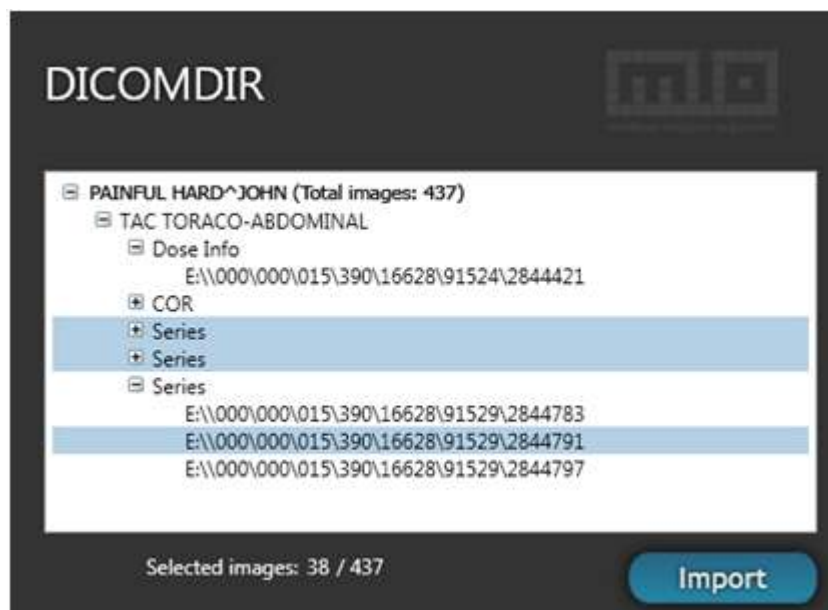 DICOMDIR
PAINFUL HARD^JOHN (Total images: 437)
TAC TORACO-ABDOMINAL
Dose Info
E:\\000\000\015\390\16628\91524\2844421
COR
Series
Series
Series
E:\\000\000\015\390\16628\91529\2844783
E:\\000\000\015\390\16628\91529\2844791
E:\\000\000\015\390\16628\91529\2844797
Selected images: 38 / 437
Import